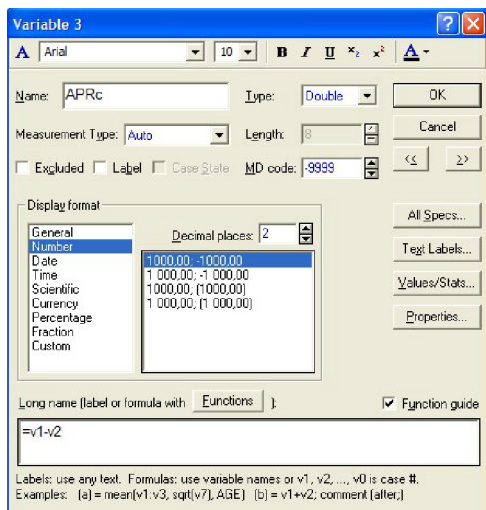 Variable 3
A Arial 10 B I U x₂ x² A
Name: APRc Type: Double OK
Measurement Type: Auto Length: 8 Cancel
Excluded Label Case State MD code: -9999 << >>
Display format
General
Number
Date
Time
Scientific
Currency
Percentage
Fraction
Custom
Decimal places: 2
1000,00; -1000,00
1 000,00; -1 000,00
1000,00; (1000,00)
1 000,00; (1 000,00)
All Specs...
Text Labels...
Values/Stats...
Properties...
Long name (label or formula with Functions ): Function guide
=v1-v2
Labels: use any text. Formulas: use variable names or v1, v2, ..., v0 is case #.
Examples: (a) = mean(v1:v3, sqrt(v7), AGE) (b) = v1+v2; comment (after;)